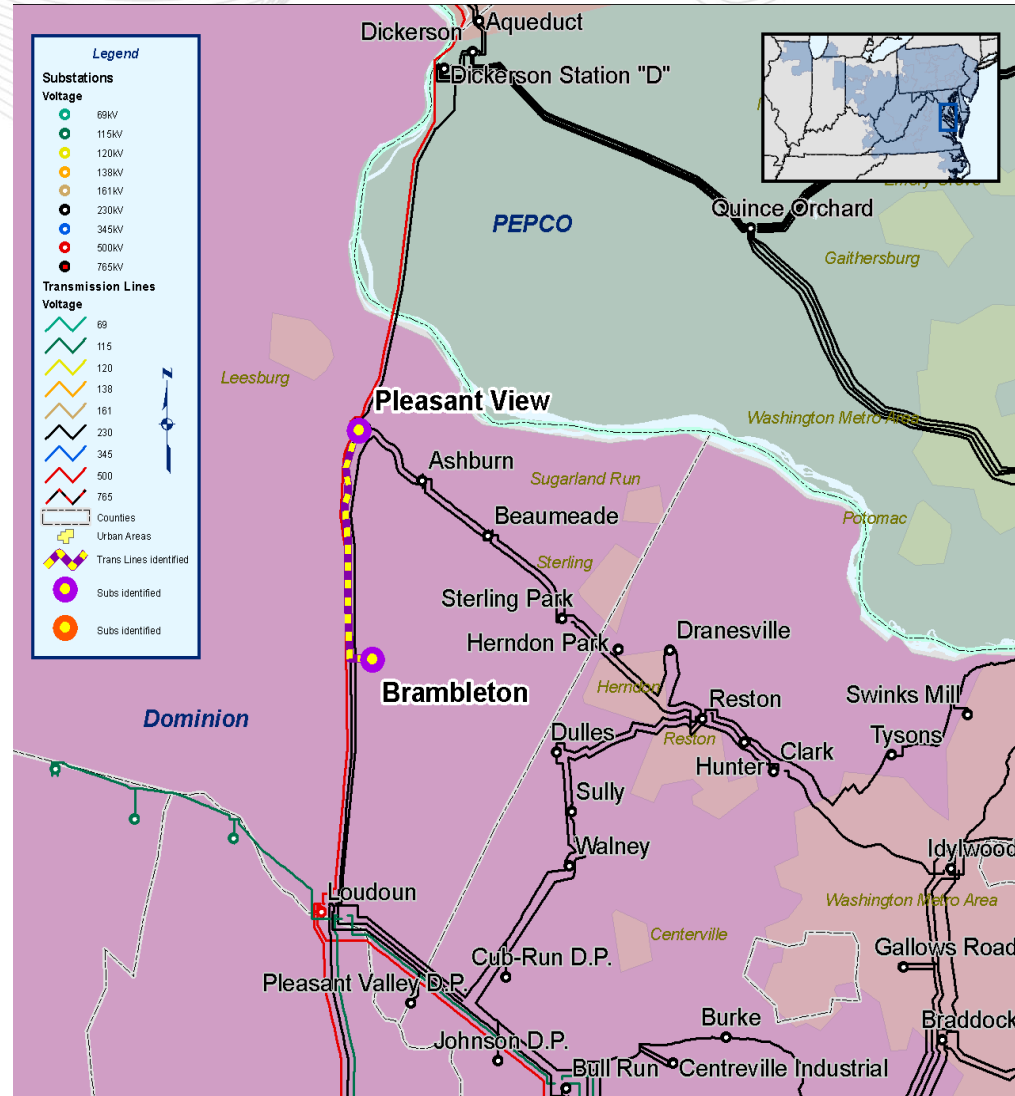 Legend
Substations
Voltage
69kV
115kV
120kV
138kV
161kV
230kV
345kV
500kV
765kV
Transmission Lines
Voltage
69
115
120
138
161
230
345
500
765
Counties
Urban Areas
Trans Lines identified
Subs identified
Subs identified
N
Dickerson
Aqueduct
Dickerson Station "D"
PEPCO
Quince Orchard
Gaithersburg
Leesburg
Pleasant View
Washington Metro Area
Ashburn
Sugarland Run
Beaumeade
Potomac
Sterling
Sterling Park
Herndon Park
Dranesville
Herndon
Brambleton
Swinks Mill
Reston
Dominion
Dulles
Reston
Tysons
Clark
Hunter
Sully
Walney
Idylwood
Loudoun
Washington Metro Area
Centerville
Gallows Road
Cub-Run D.P.
Pleasant Valley D.P.
Burke
Braddock
Johnson D.P.
Bull Run
Centreville Industrial